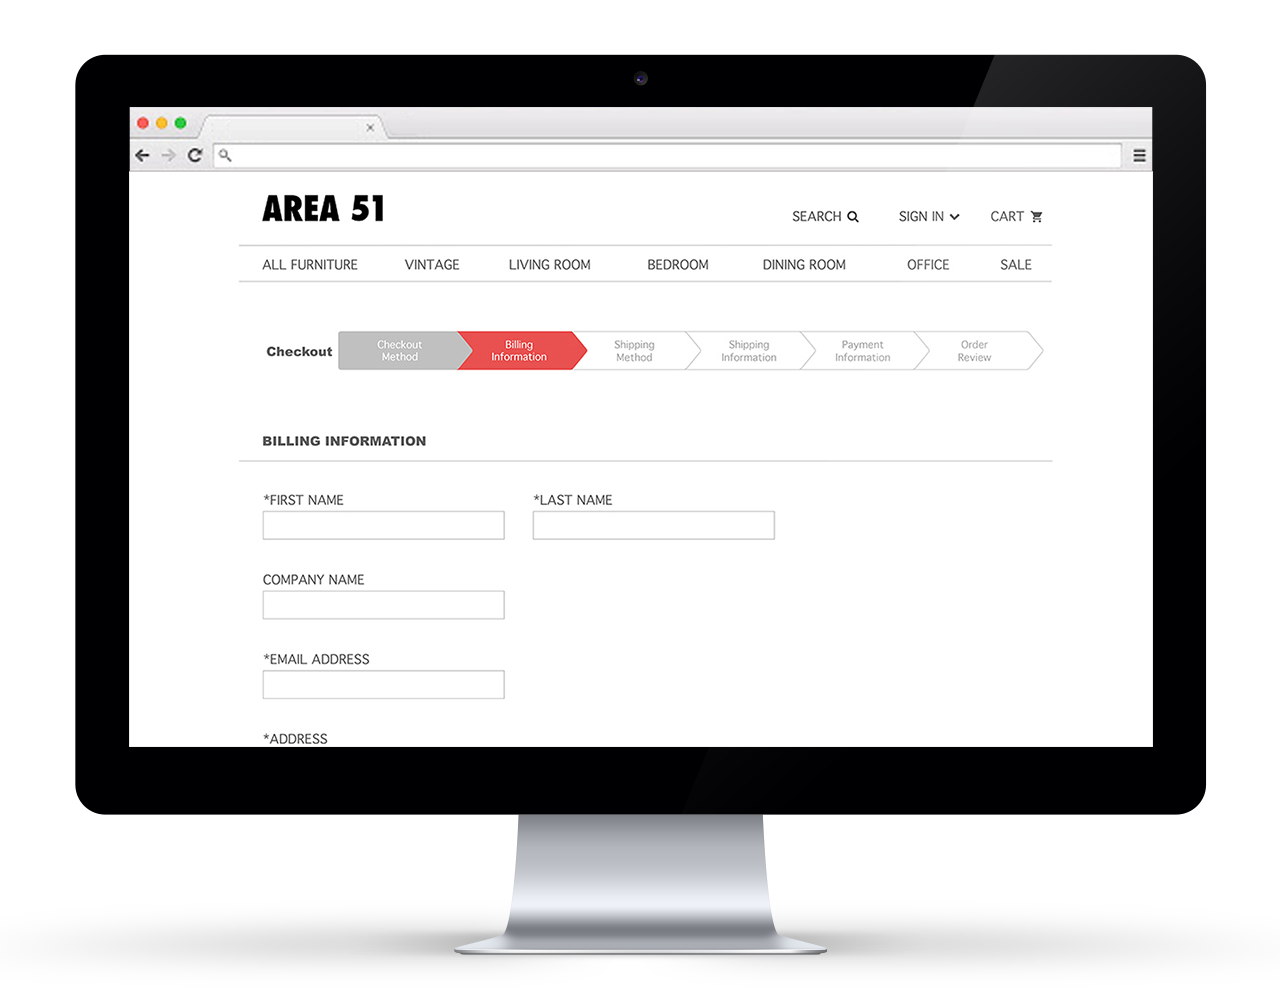 AREA 51
SEARCH SIGN IN CART
ALL FURNITURE VINTAGE LIVING ROOM BEDROOM DINING ROOM OFFICE SALE
Checkout
Checkout
Method
Billing
Information
Shipping
Method
Shipping
Information
Payment
Information
Order
Review
BILLING INFORMATION
*FIRST NAME *LAST NAME
COMPANY NAME
*EMAIL ADDRESS
*ADDRESS